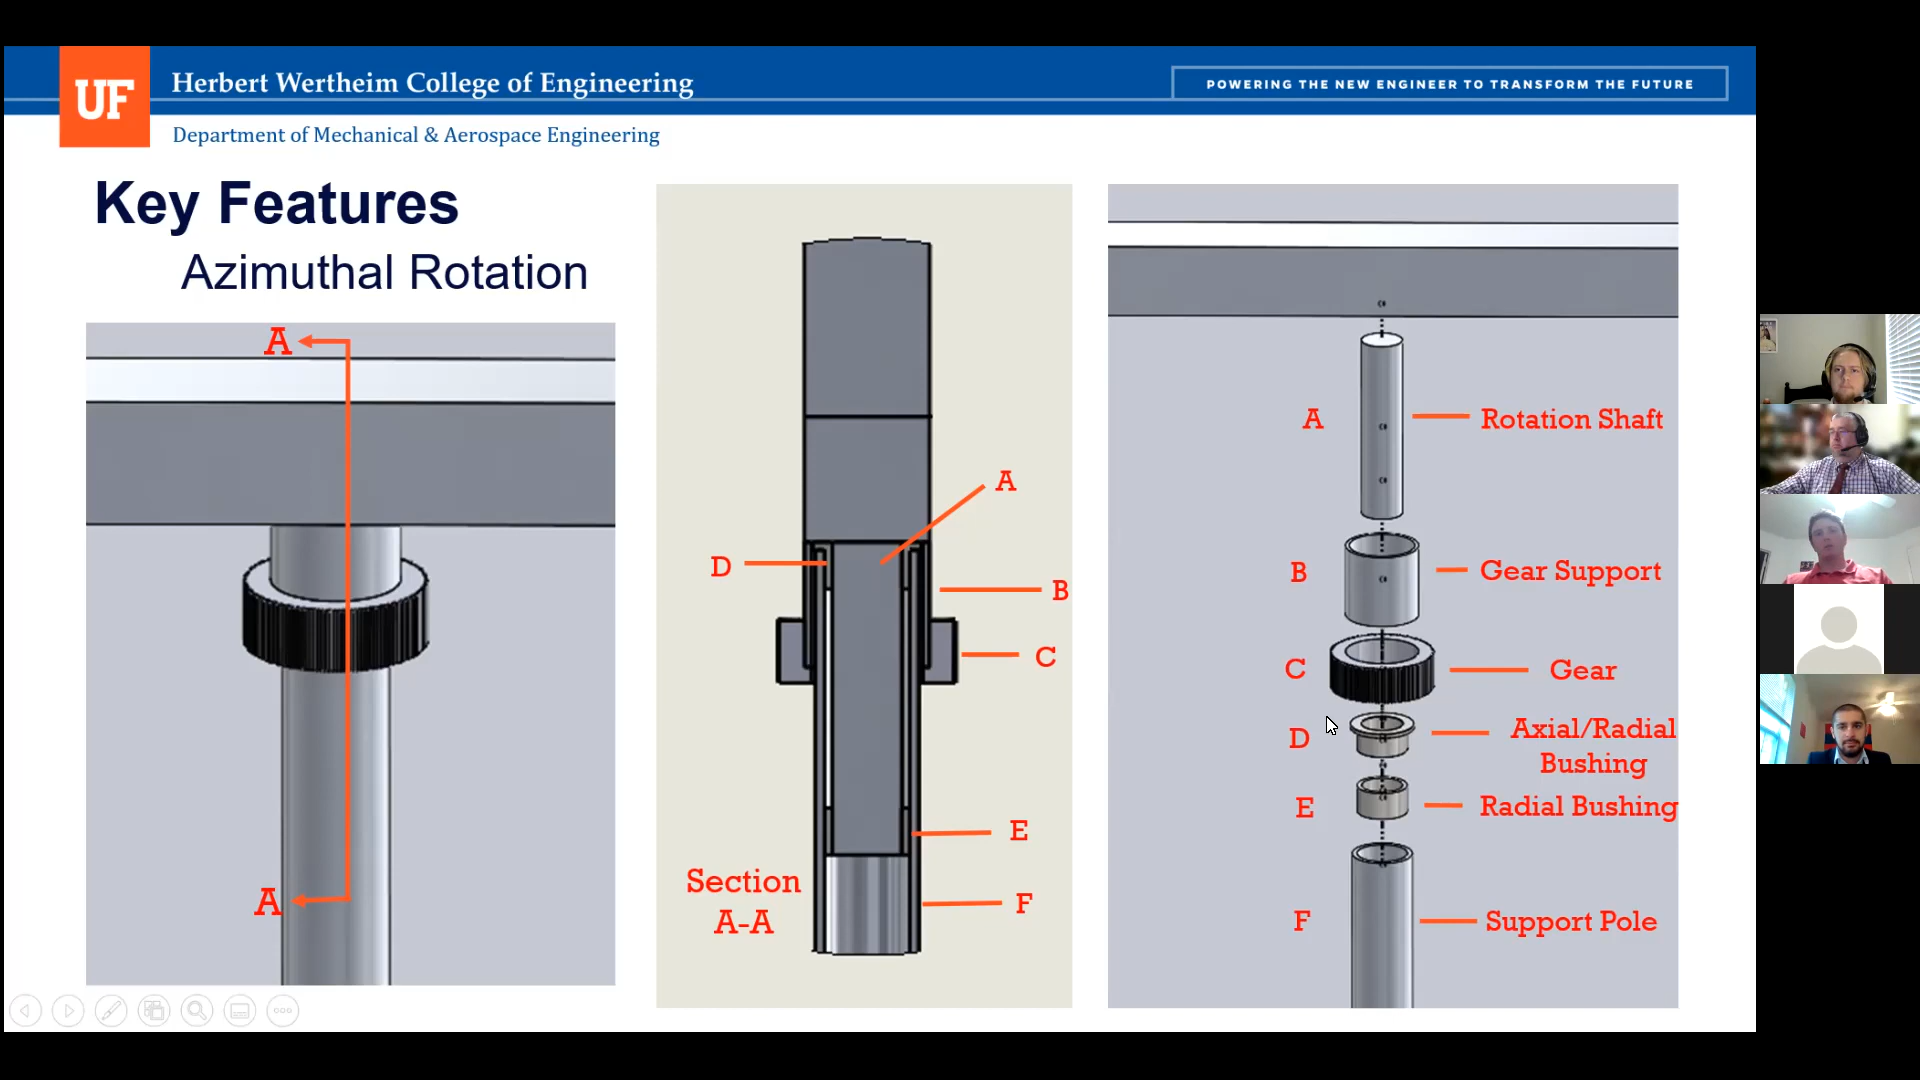 UF
Herbert Wertheim College of Engineering
POWERING THE NEW ENGINEER TO TRANSFORM THE FUTURE
Department of Mechanical & Aerospace Engineering
Key Features
Azimuthal Rotation
A
A
A
D
B
C
E
F
Section
A-A
A Rotation Shaft
B Gear Support
C Gear
D Axial/Radial
Bushing
E Radial Bushing
F Support Pole